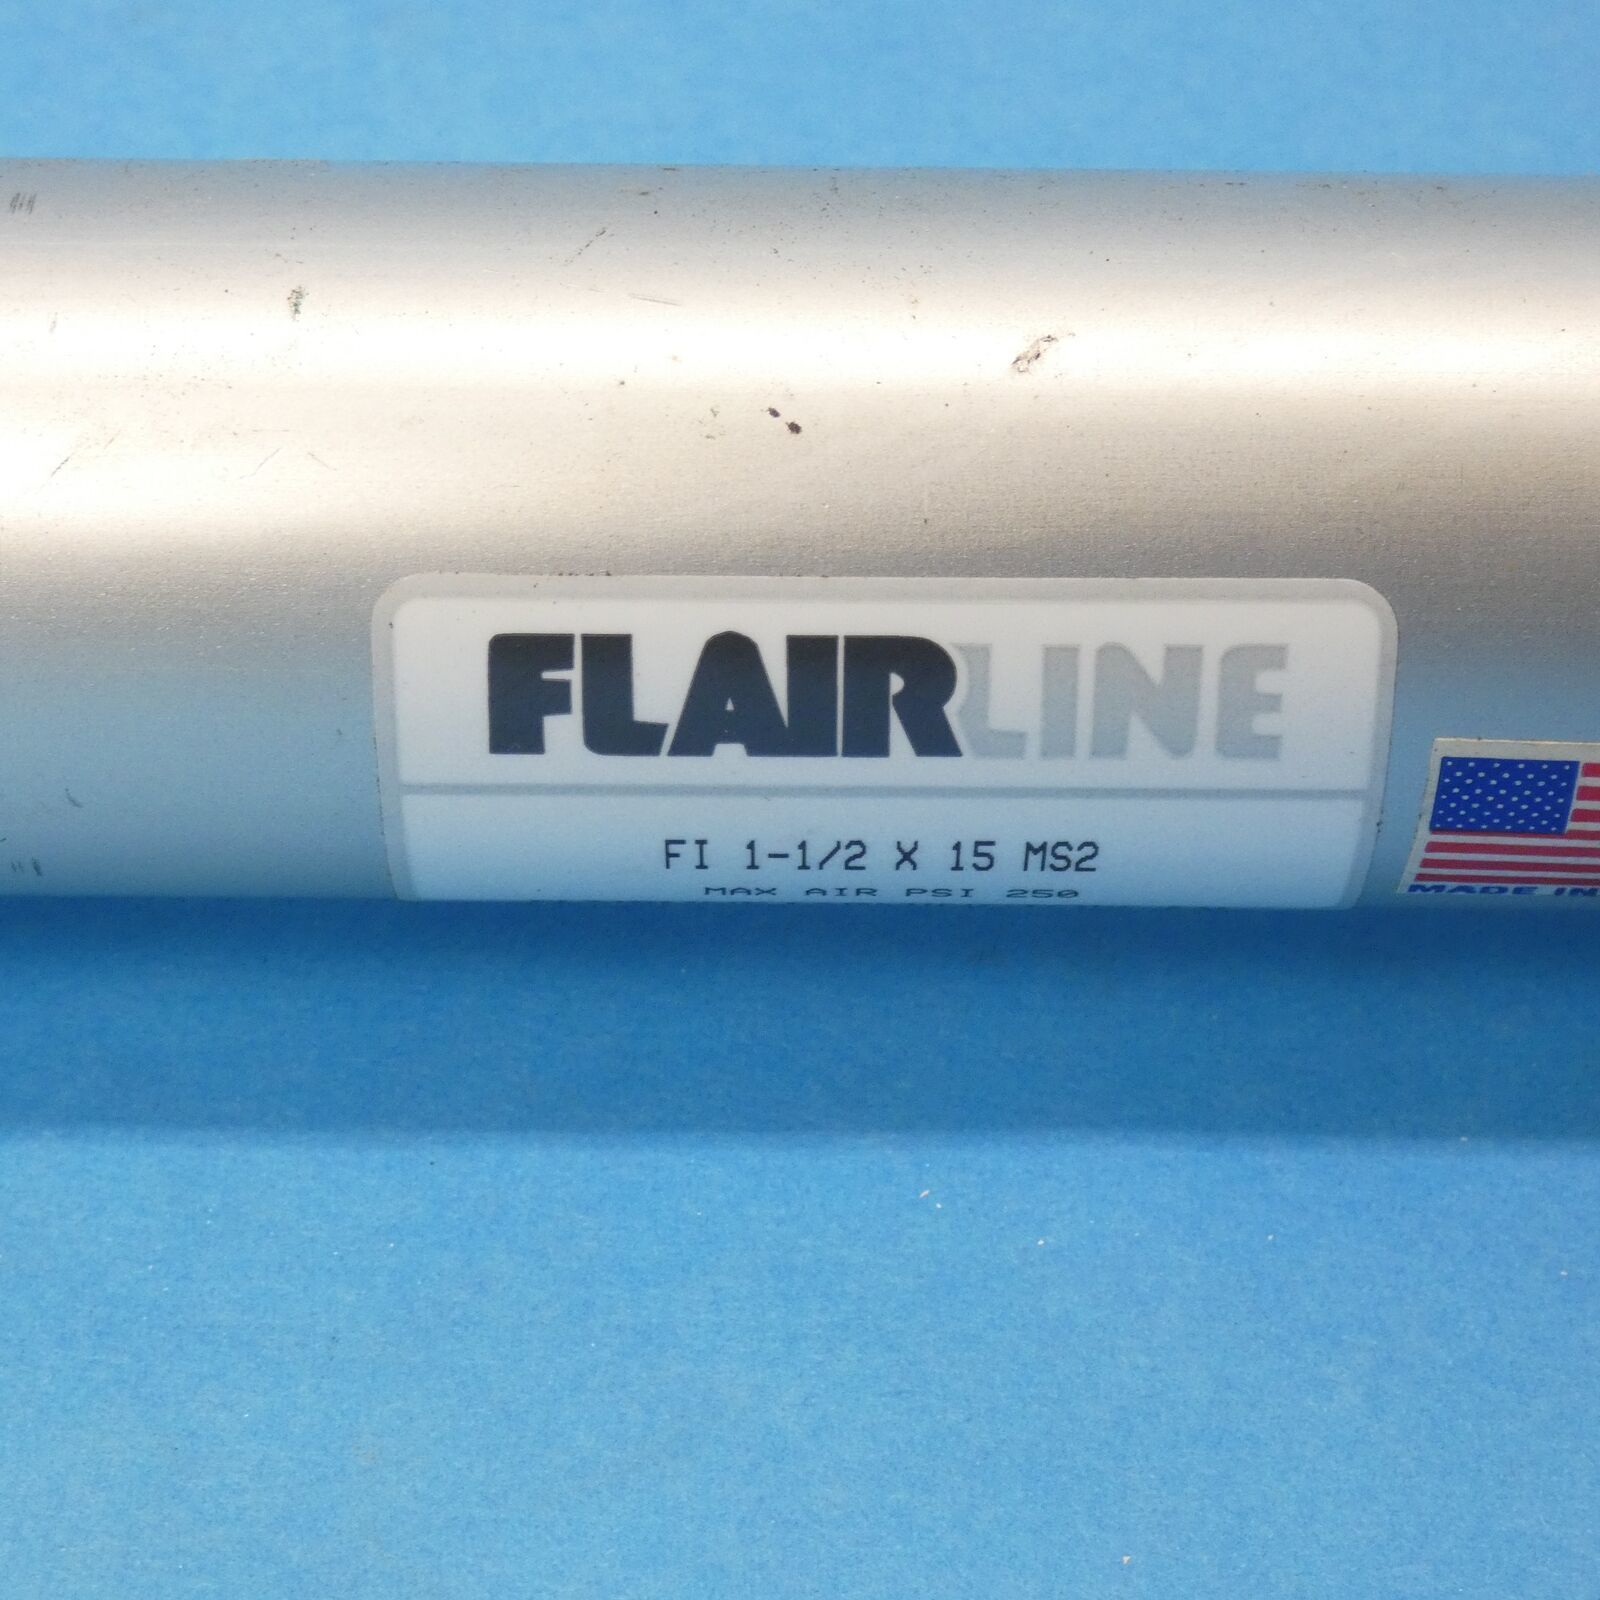 FLAIRLINE
FI 1-1/2 X 15 MS2
MAX AIR PSI 250
MADE IN